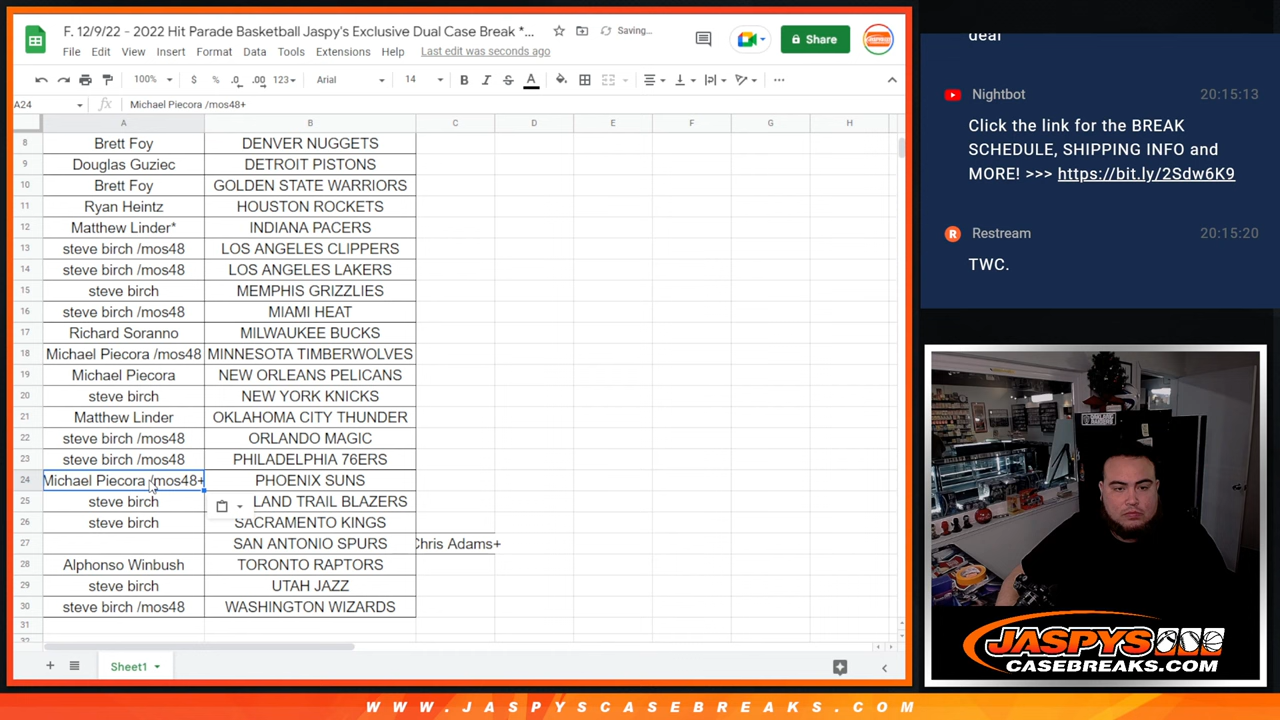 F. 12/9/22 - 2022 Hit Parade Basketball Jaspy's Exclusive Dual Case Break *...
Saving...
Share
File Edit View Insert Format Data Tools Extensions Help Last edit was seconds ago
100% $ % .0 .00 123 Arial 14 B I S A
A24 fx Michael Piecora /mos48+
A B C D E F G H
8 Brett Foy DENVER NUGGETS
9 Douglas Guziec DETROIT PISTONS
10 Brett Foy GOLDEN STATE WARRIORS
11 Ryan Heintz HOUSTON ROCKETS
12 Matthew Linder* INDIANA PACERS
13 steve birch /mos48 LOS ANGELES CLIPPERS
14 steve birch /mos48 LOS ANGELES LAKERS
15 steve birch MEMPHIS GRIZZLIES
16 steve birch /mos48 MIAMI HEAT
17 Richard Soranno MILWAUKEE BUCKS
18 Michael Piecora /mos48 MINNESOTA TIMBERWOLVES
19 Michael Piecora NEW ORLEANS PELICANS
20 steve birch NEW YORK KNICKS
21 Matthew Linder OKLAHOMA CITY THUNDER
22 steve birch /mos48 ORLANDO MAGIC
23 steve birch /mos48 PHILADELPHIA 76ERS
24 Michael Piecora /mos48+ PHOENIX SUNS
25 steve birch LAND TRAIL BLAZERS
26 steve birch SACRAMENTO KINGS
27 SAN ANTONIO SPURS Chris Adams+
28 Alphonso Winbush TORONTO RAPTORS
29 steve birch UTAH JAZZ
30 steve birch /mos48 WASHINGTON WIZARDS
31
32
Sheet1
deal
Nightbot 20:15:13
Click the link for the BREAK
SCHEDULE, SHIPPING INFO and
MORE! >>> https://bit.ly/2Sdw6K9
Restream 20:15:20
TWC.
JASPYS
CASEBREAKS.COM
WWW.JASPYSCASEBREAKS.COM